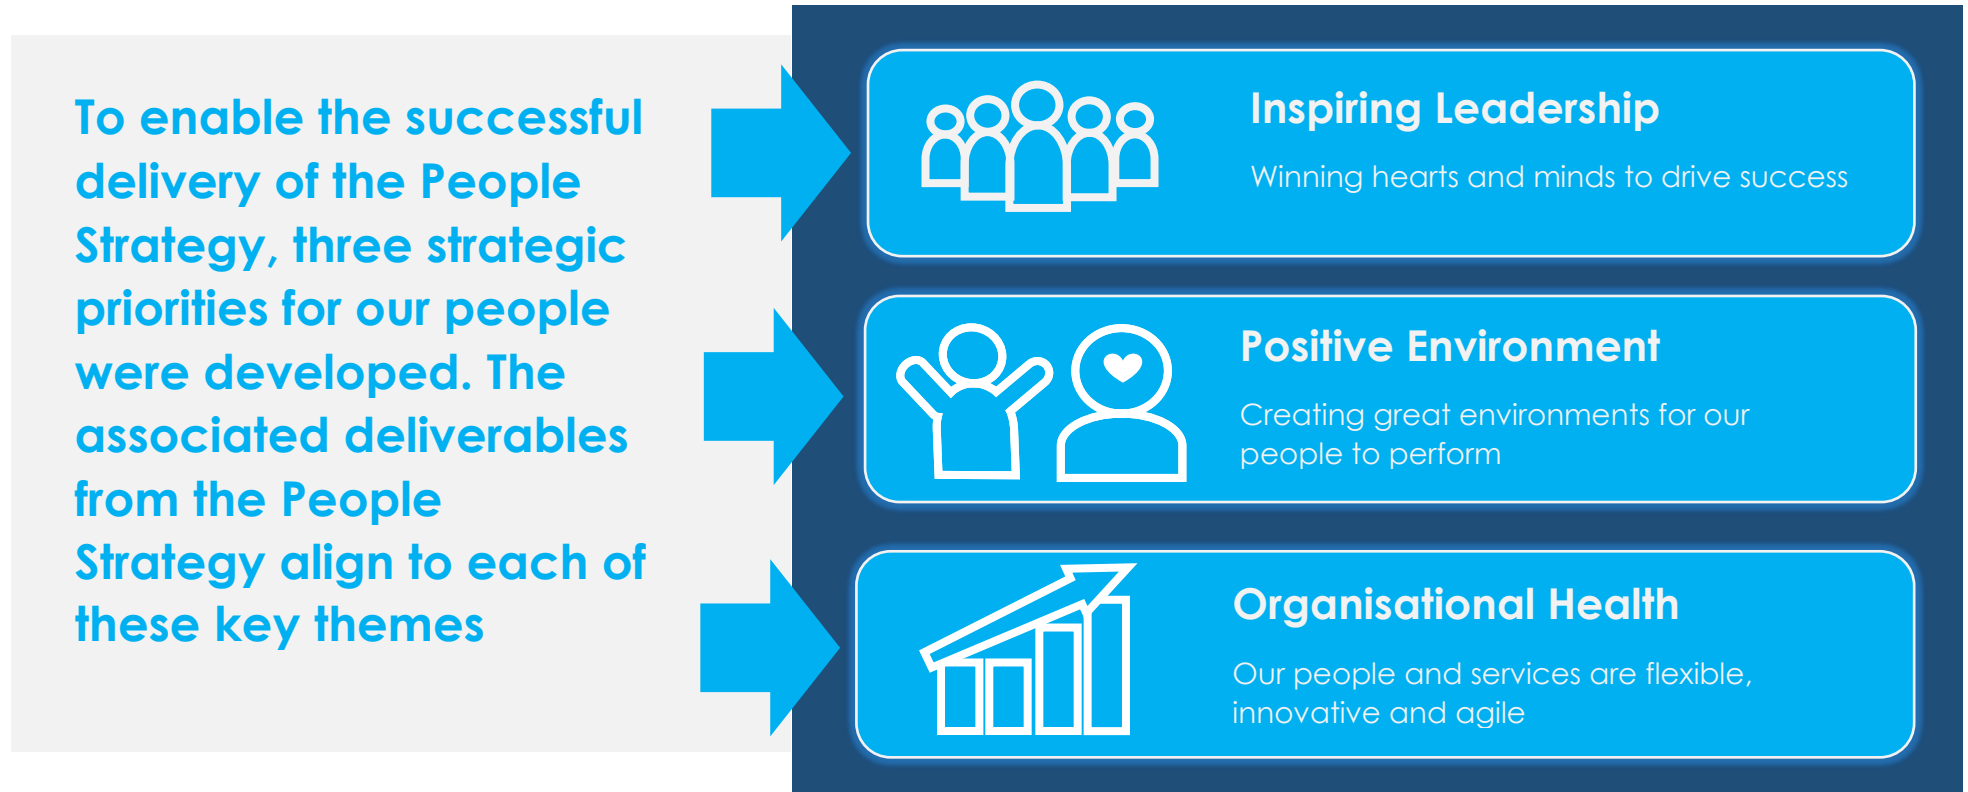 To enable the successful
delivery of the People
Strategy, three strategic
priorities for our people
were developed. The
associated deliverables
from the People
Strategy align to each of
these key themes
Inspiring Leadership
Winning hearts and minds to drive success
Positive Environment
Creating great environments for our
people to perform
Organisational Health
Our people and services are flexible,
innovative and agile